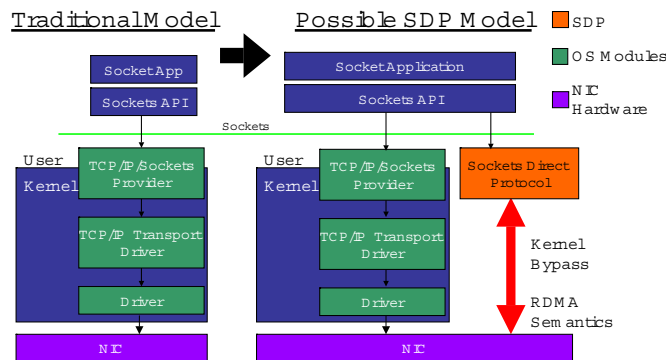 Traditional Model
Possible SDP Model
SDP
OS Modules
NIC
Hardware
Socket App
Sockets API
Socket Application
Sockets API
Sockets
User
Kernel
TCP/IP/Sockets
Provider
TCP/IP Transport
Driver
Driver
NIC
User
Kernel
TCP/IP/Sockets
Provider
TCP/IP Transport
Driver
Driver
NIC
Sockets Direct
Protocol
Kernel
Bypass
RDMA
Semantics